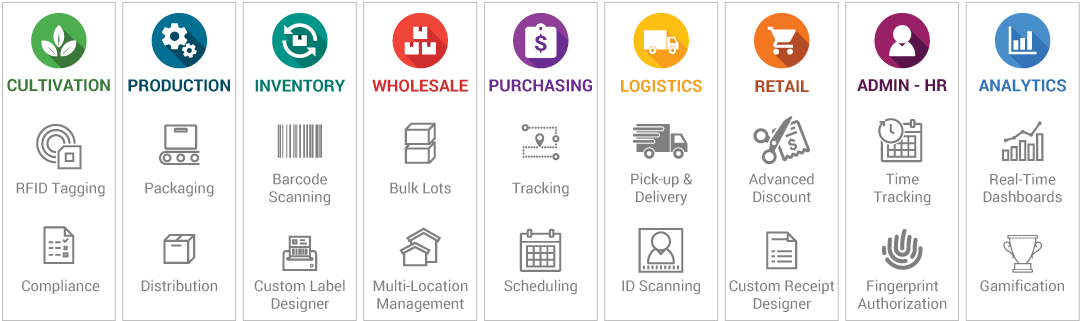 CULTIVATION
RFID Tagging
Compliance
PRODUCTION
Packaging
Distribution
INVENTORY
Barcode
Scanning
Custom Label
Designer
WHOLESALE
Bulk Lots
Multi-Location
Management
$
PURCHASING
Tracking
Scheduling
LOGISTICS
Pick-up &
Delivery
ID Scanning
RETAIL
$
Advanced
Discount
Custom Receipt
Designer
ADMIN - HR
Time
Tracking
Fingerprint
Authorization
ANALYTICS
Real-Time
Dashboards
Gamification